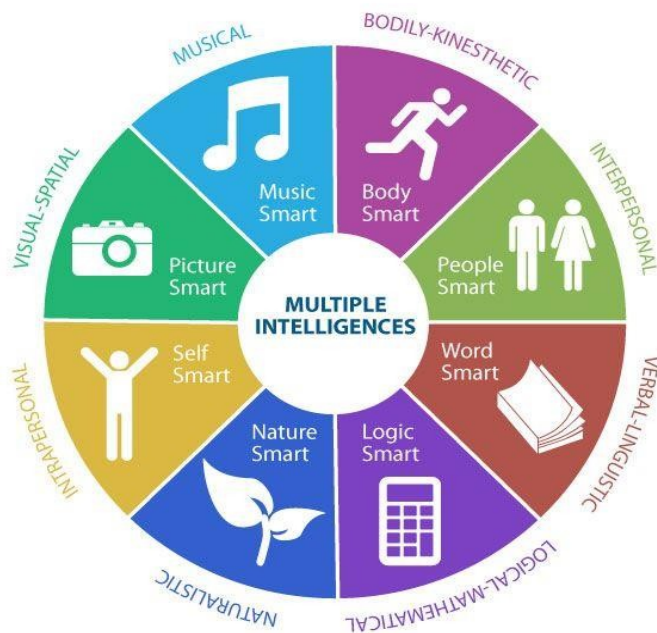 MULTIPLE
INTELLIGENCES
MUSICAL
Music
Smart
BODILY-KINESTHETIC
Body
Smart
INTERPERSONAL
People
Smart
VERBAL-LINGUISTIC
Word
Smart
LOGICAL-MATHEMATICAL
Logic
Smart
NATURALISTIC
Nature
Smart
INTRAPERSONAL
Self
Smart
VISUAL-SPATIAL
Picture
Smart